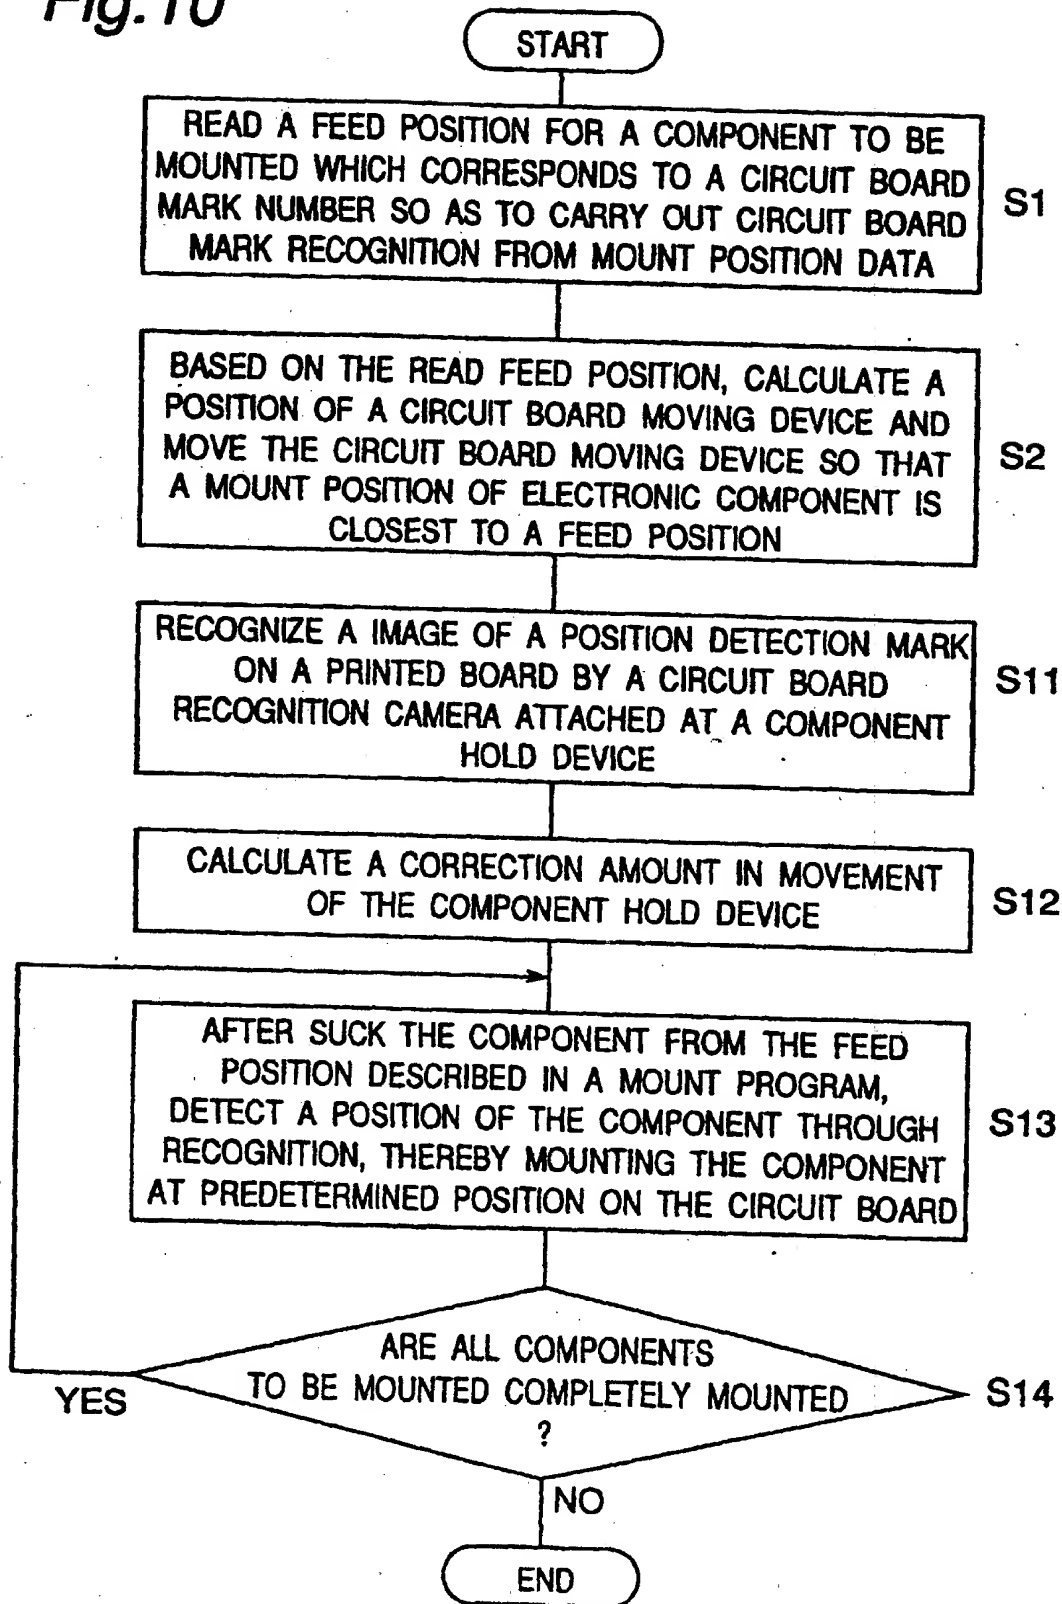 Fig. 10
START
READ A FEED POSITION FOR A COMPONENT TO BE
MOUNTED WHICH CORRESPONDS TO A CIRCUIT BOARD
MARK NUMBER SO AS TO CARRY OUT CIRCUIT BOARD
MARK RECOGNITION FROM MOUNT POSITION DATA
S1
BASED ON THE READ FEED POSITION, CALCULATE A
POSITION OF A CIRCUIT BOARD MOVING DEVICE AND
MOVE THE CIRCUIT BOARD MOVING DEVICE SO THAT
A MOUNT POSITION OF ELECTRONIC COMPONENT IS
CLOSEST TO A FEED POSITION
S2
RECOGNIZE A IMAGE OF A POSITION DETECTION MARK
ON A PRINTED BOARD BY A CIRCUIT BOARD
RECOGNITION CAMERA ATTACHED AT A COMPONENT
HOLD DEVICE
S11
CALCULATE A CORRECTION AMOUNT IN MOVEMENT
OF THE COMPONENT HOLD DEVICE
S12
AFTER SUCK THE COMPONENT FROM THE FEED
POSITION DESCRIBED IN A MOUNT PROGRAM,
DETECT A POSITION OF THE COMPONENT THROUGH
RECOGNITION, THEREBY MOUNTING THE COMPONENT
AT PREDETERMINED POSITION ON THE CIRCUIT BOARD
S13
ARE ALL COMPONENTS
TO BE MOUNTED COMPLETELY MOUNTED
?
S14
YES
NO
END